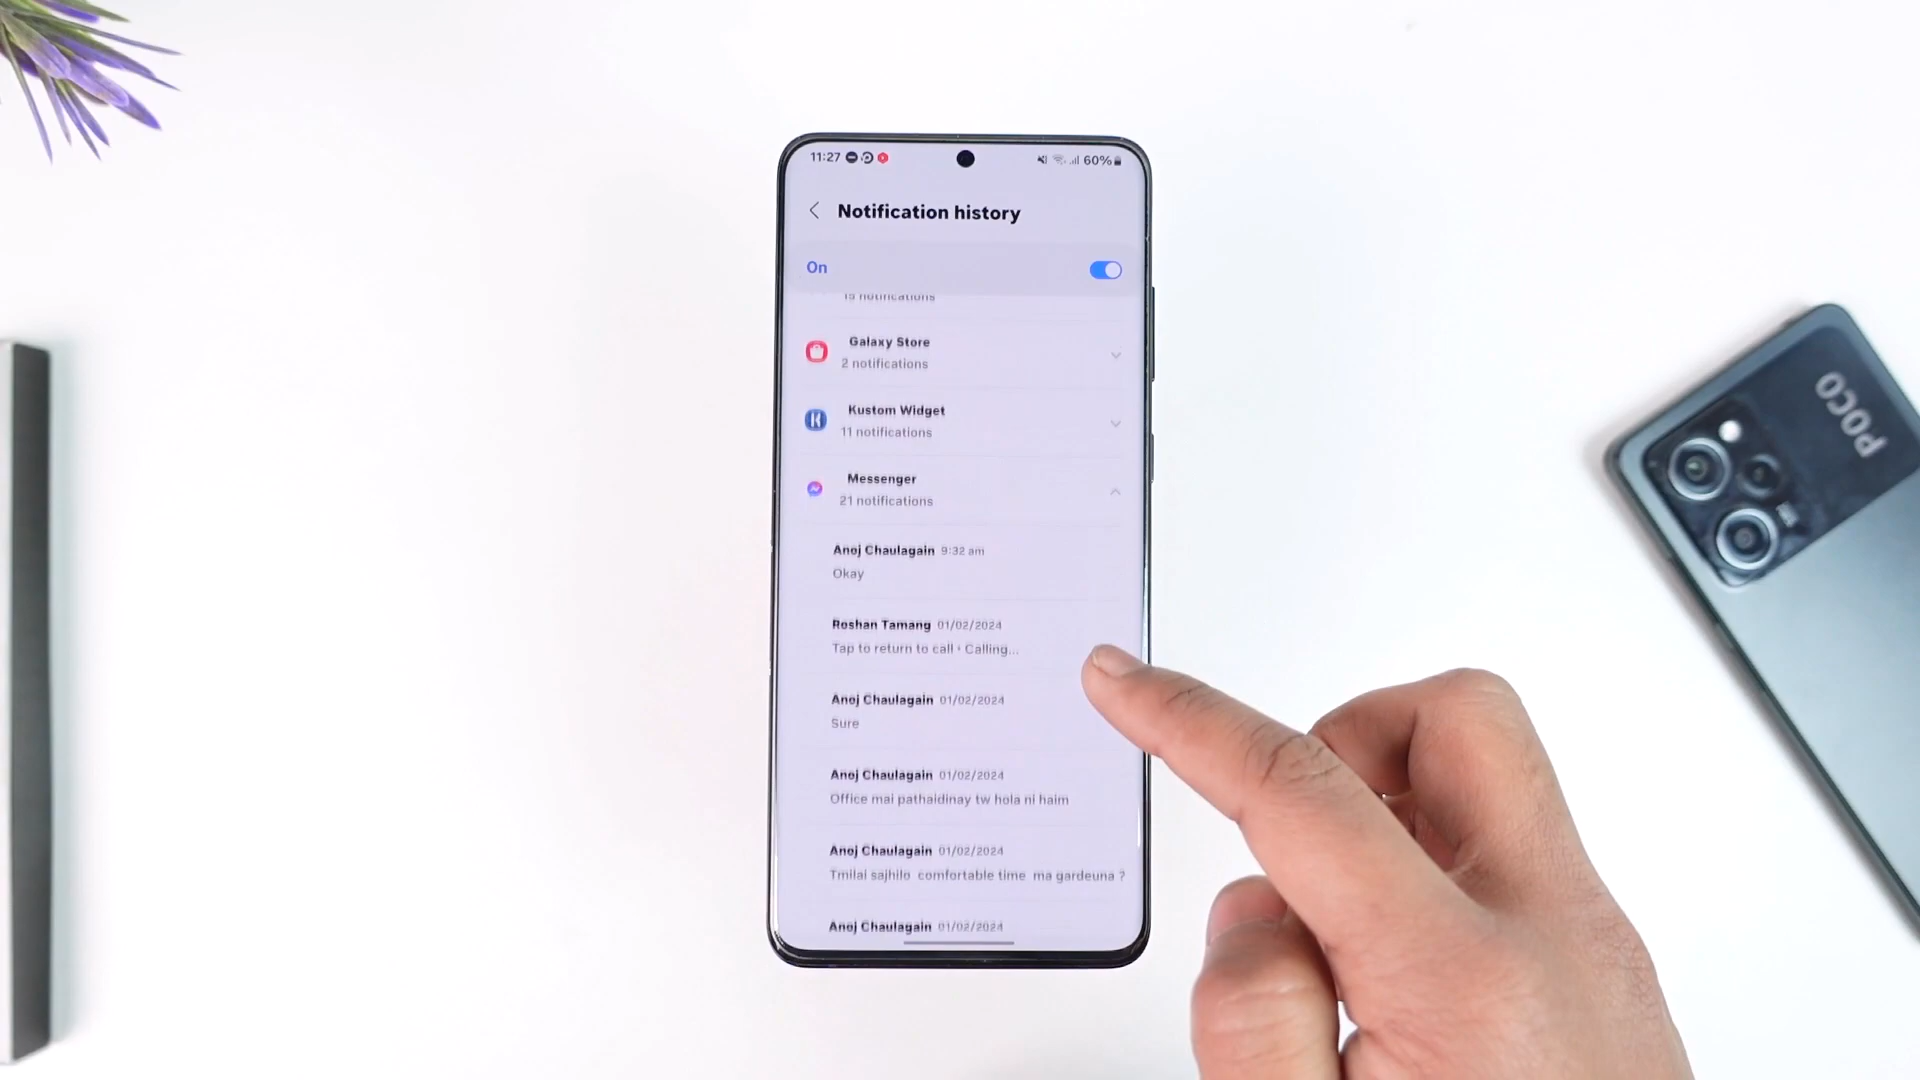 11:27
60%
Notification history
On
15 notifications
Galaxy Store
2 notifications
Kustom Widget
11 notifications
Messenger
21 notifications
Anoj Chaulagain 9:32 am
Okay
Roshan Tamang 01/02/2024
Tap to return to call • Calling...
Anoj Chaulagain 01/02/2024
Sure
Anoj Chaulagain 01/02/2024
Office mai pathaidinay tw hola ni haim
Anoj Chaulagain 01/02/2024
Tmilai sajhilo comfortable time ma gardeuna ?
Anoj Chaulagain 01/02/2024
POCO